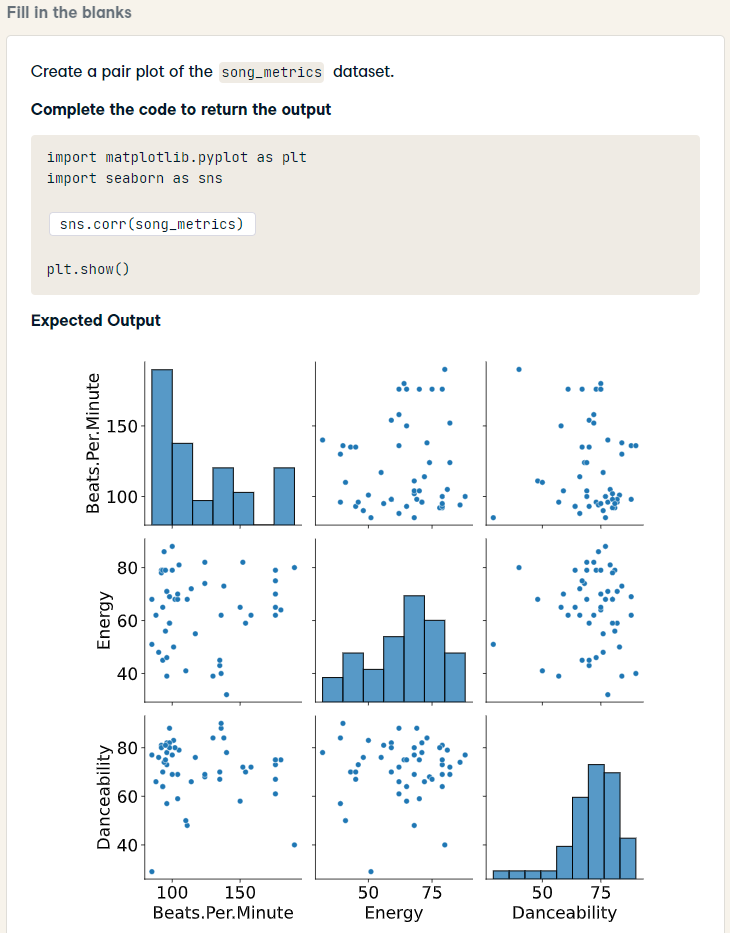 Fill in the blanks
Create a pair plot of the song_metrics dataset.
Complete the code to return the output
import matplotlib.pyplot as plt
import seaborn as sns
sns.corr(song_metrics)
plt.show()
Expected Output
Beats.Per.Minute
150
100
Energy
80
60
40
Danceability
80
60
40
100 150 50 75 50 75
Beats.Per.Minute Energy Danceability